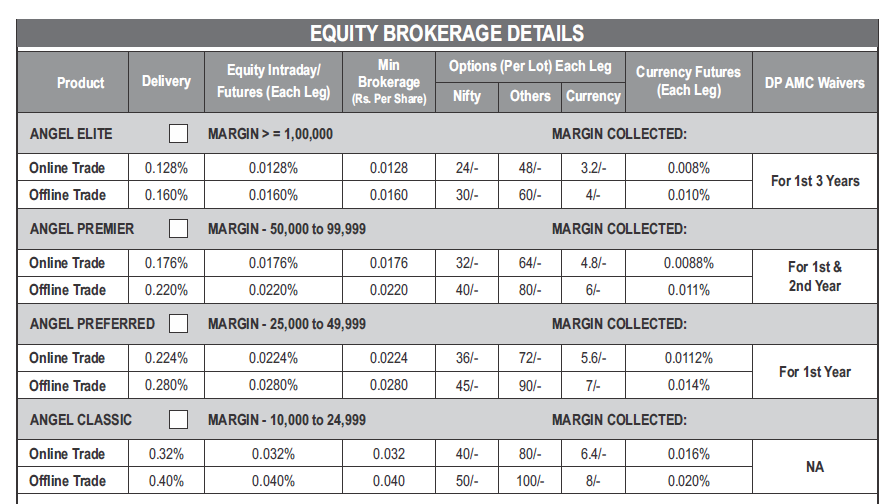 EQUITY BROKERAGE DETAILS
Product Delivery Equity Intraday/ Futures (Each Leg) Min Brokerage (Rs. Per Share) Options (Per Lot) Each Leg Currency Futures (Each Leg) DP AMC Waivers
Nifty Others Currency
ANGEL ELITE MARGIN > = 1,00,000 MARGIN COLLECTED:
Online Trade 0.128% 0.0128% 0.0128 24/- 48/- 3.2/- 0.008%
For 1st 3 Years
Offline Trade 0.160% 0.0160% 0.0160 30/- 60/- 4/- 0.010%
ANGEL PREMIER MARGIN - 50,000 to 99,999 MARGIN COLLECTED:
Online Trade 0.176% 0.0176% 0.0176 32/- 64/- 4.8/- 0.0088%
For 1st &
2nd Year
Offline Trade 0.220% 0.0220% 0.0220 40/- 80/- 6/- 0.011%
ANGEL PREFERRED MARGIN - 25,000 to 49,999 MARGIN COLLECTED:
Online Trade 0.224% 0.0224% 0.0224 36/- 72/- 5.6/- 0.0112%
For 1st Year
Offline Trade 0.280% 0.0280% 0.0280 45/- 90/- 7/- 0.014%
ANGEL CLASSIC MARGIN - 10,000 to 24,999 MARGIN COLLECTED:
Online Trade 0.32% 0.032% 0.032 40/- 80/- 6.4/- 0.016%
NA
Offline Trade 0.40% 0.040% 0.040 50/- 100/- 8/- 0.020%